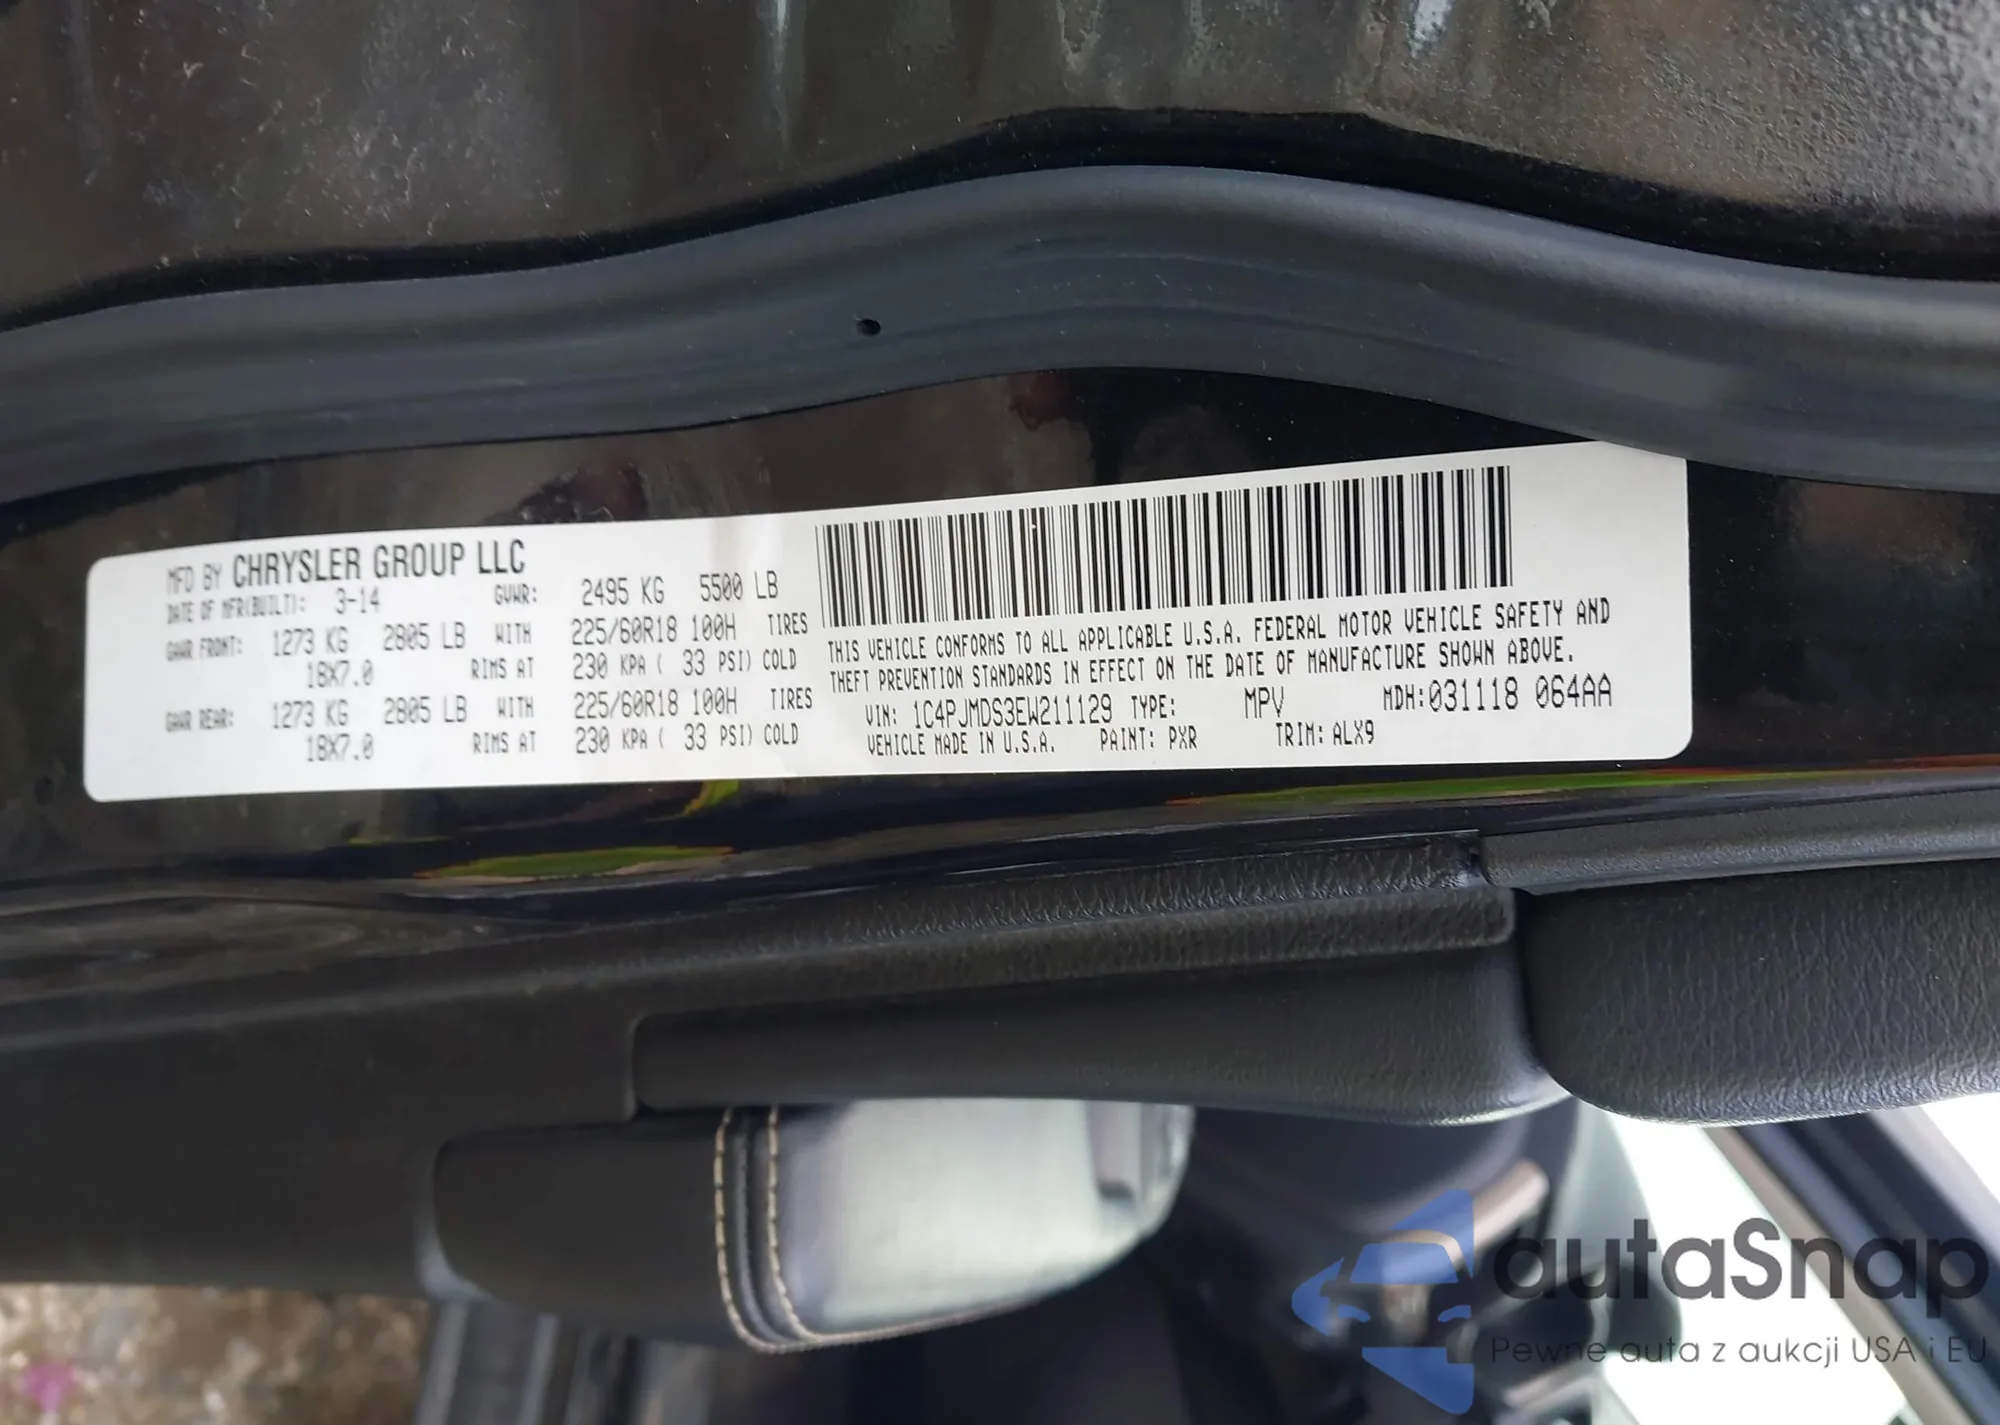 MFD BY CHRYSLER GROUP LLC
DATE OF MFR(BUILT): 3-14 GVWR: 2495 KG 5500 LB
GAWR FRONT: 1273 KG 2805 LB WITH 225/60R18 100H TIRES
18X7.0 RIMS AT 230 KPA ( 33 PSI) COLD
GAWR REAR: 1273 KG 2805 LB WITH 225/60R18 100H TIRES
18X7.0 RIMS AT 230 KPA ( 33 PSI) COLD
THIS VEHICLE CONFORMS TO ALL APPLICABLE U.S.A. FEDERAL MOTOR VEHICLE SAFETY AND
THEFT PREVENTION STANDARDS IN EFFECT ON THE DATE OF MANUFACTURE SHOWN ABOVE.
VIN: 1C4PJMDS3EW211129 TYPE: MPV MDH:031118 064AA
VEHICLE MADE IN U.S.A. PAINT: PXR TRIM: ALX9
autaSnap
Pewne auta z aukcji USA i EU